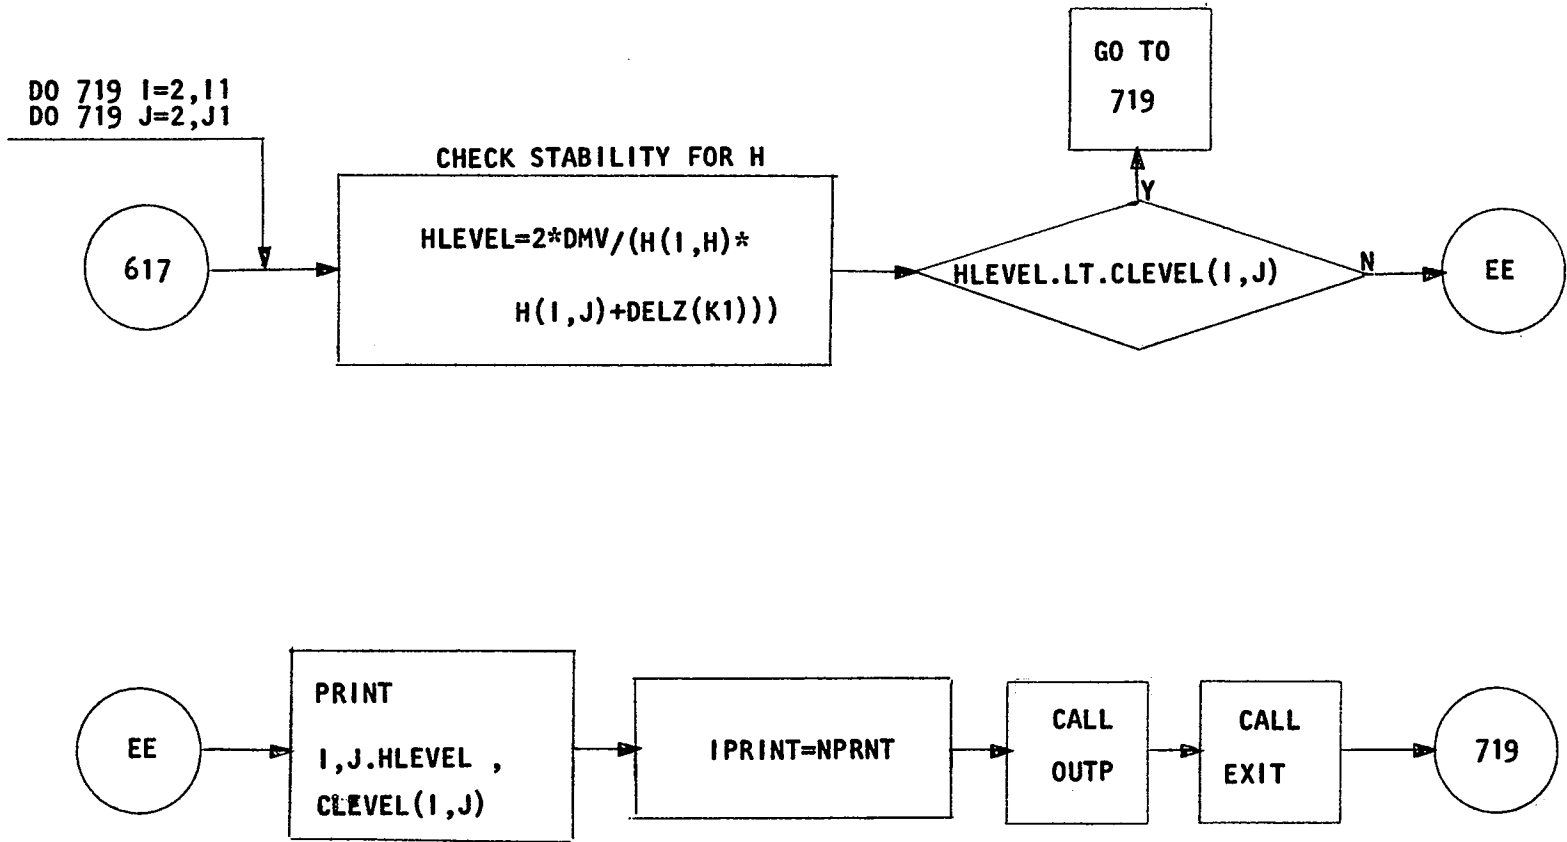 DO 719 I=2,I1
DO 719 J=2,J1
617
CHECK STABILITY FOR H
HLEVEL=2*DMV/(H(I,H)*
H(I,J)+DELZ(K1)))
GO TO
719
Y
HLEVEL.LT.CLEVEL(I,J)
N
EE
EE
PRINT
I,J.HLEVEL ,
CLEVEL(I,J)
IPRINT=NPRNT
CALL
OUTP
CALL
EXIT
719